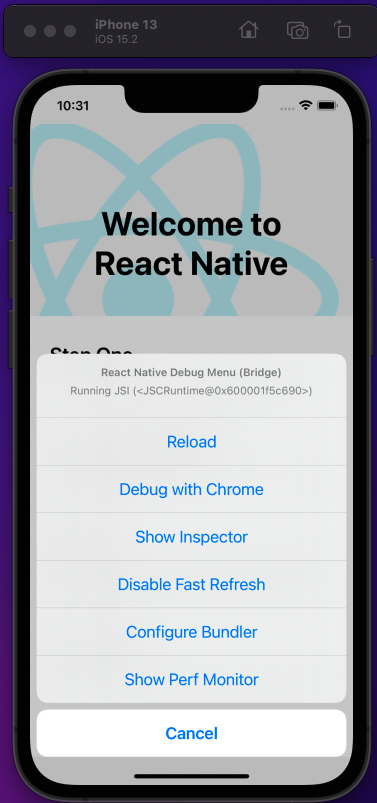 iPhone 13
iOS 15.2
10:31
Welcome to
React Native
Step One
React Native Debug Menu (Bridge)
Running JSI (<JSCRuntime@0x600001f5c690>)
Reload
Debug with Chrome
Show Inspector
Disable Fast Refresh
Configure Bundler
Show Perf Monitor
Cancel